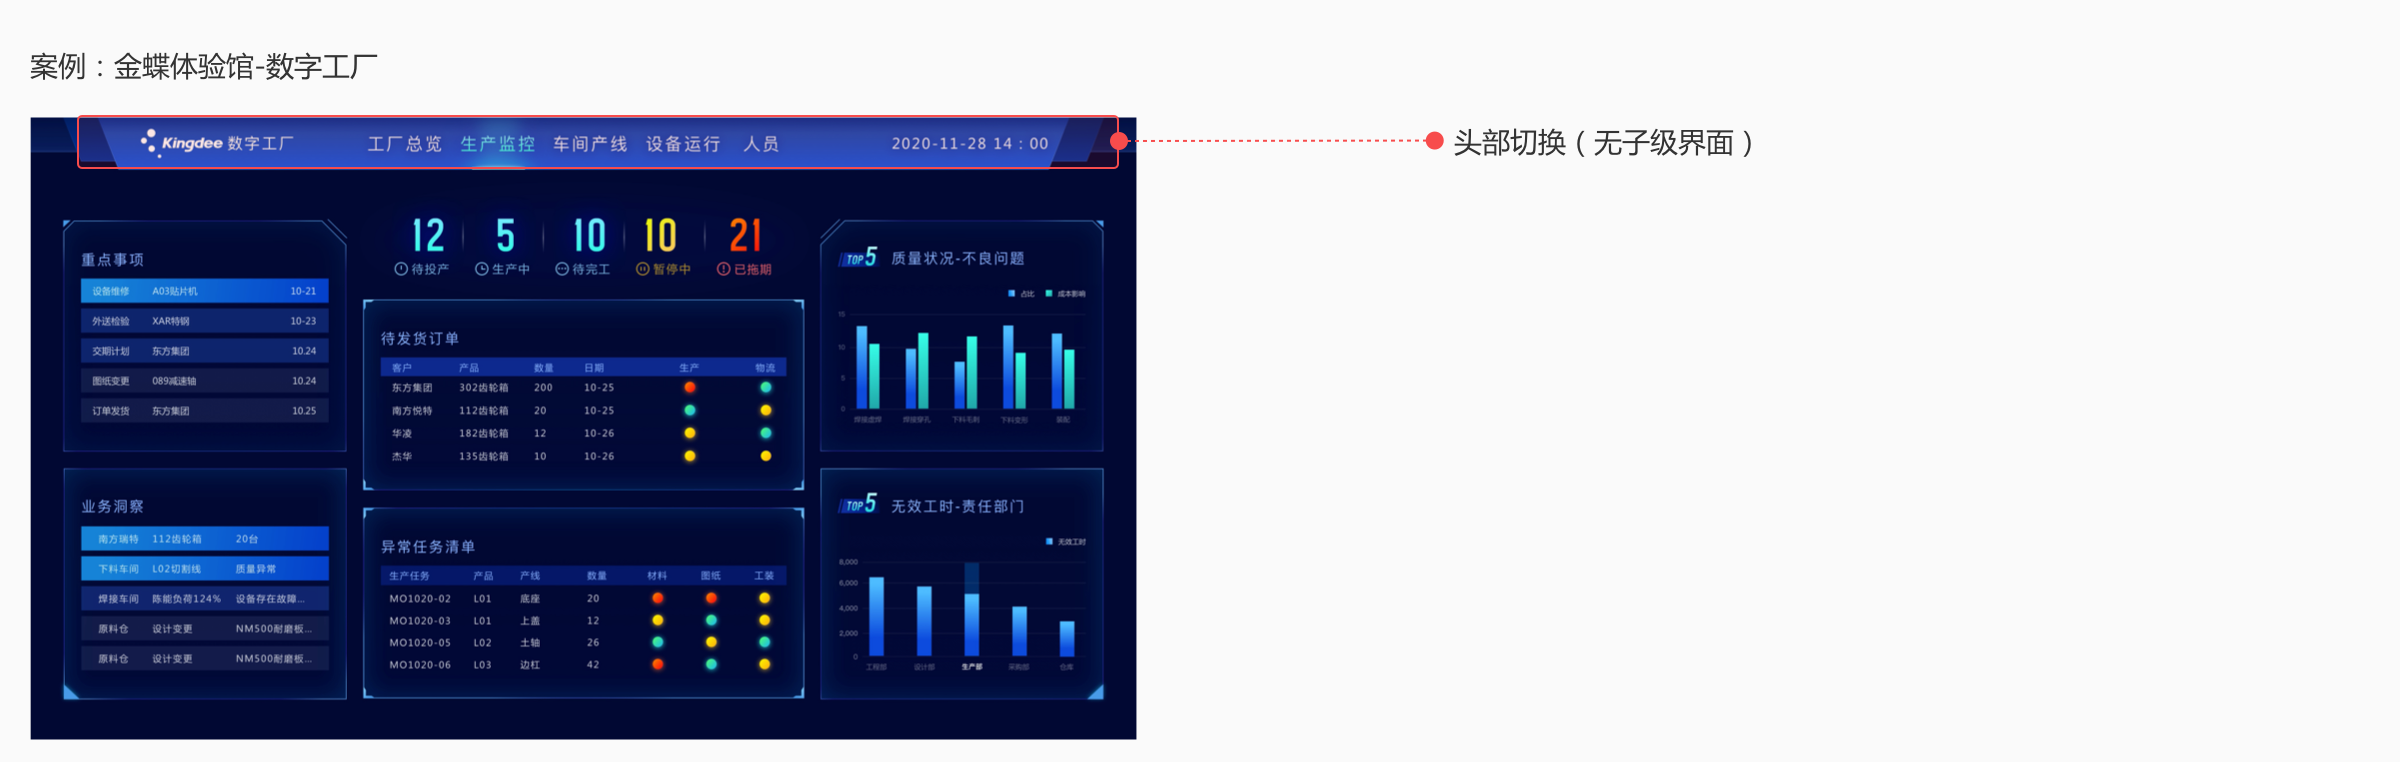 案例：金蝶体验馆-数字工厂
Kingdee 数字工厂 工厂总览 生产监控 车间产线 设备运行 人员 2020-11-28 14 : 00
头部切换（无子级界面）
12 5 10 10 21
待投产 生产中 待完工 暂停中 已拖期
重点事项
设备维修 A03贴片机 10-21
外送检验 XAR特钢 10-23
交期计划 东方集团 10.24
图纸变更 089减速轴 10.24
订单发货 东方集团 10.25
业务洞察
南方瑞特 112齿轮箱 20台
下料车间 L02切割线 质量异常
焊接车间 陈能负荷124% 设备存在故障...
原料仓 设计变更 NM500耐磨板...
原料仓 设计变更 NM500耐磨板...
待发货订单
客户 产品 数量 日期 生产 物流
东方集团 302齿轮箱 200 10-25
南方悦特 112齿轮箱 20 10-25
华凌 182齿轮箱 12 10-26
杰华 135齿轮箱 10 10-26
异常任务清单
生产任务 产品 产线 数量 材料 图纸 工装
MO1020-02 L01 底座 20
MO1020-03 L01 上盖 12
MO1020-05 L02 土轴 26
MO1020-06 L03 边杠 42
TOP5 质量状况-不良问题
占比 成本影响
15
10
5
0
焊接虚焊 焊接穿孔 下料毛刺 下料变形 装配
TOP5 无效工时-责任部门
无效工时
8,000
6,000
4,000
2,000
0
工程部 设计部 生产部 采购部 仓库